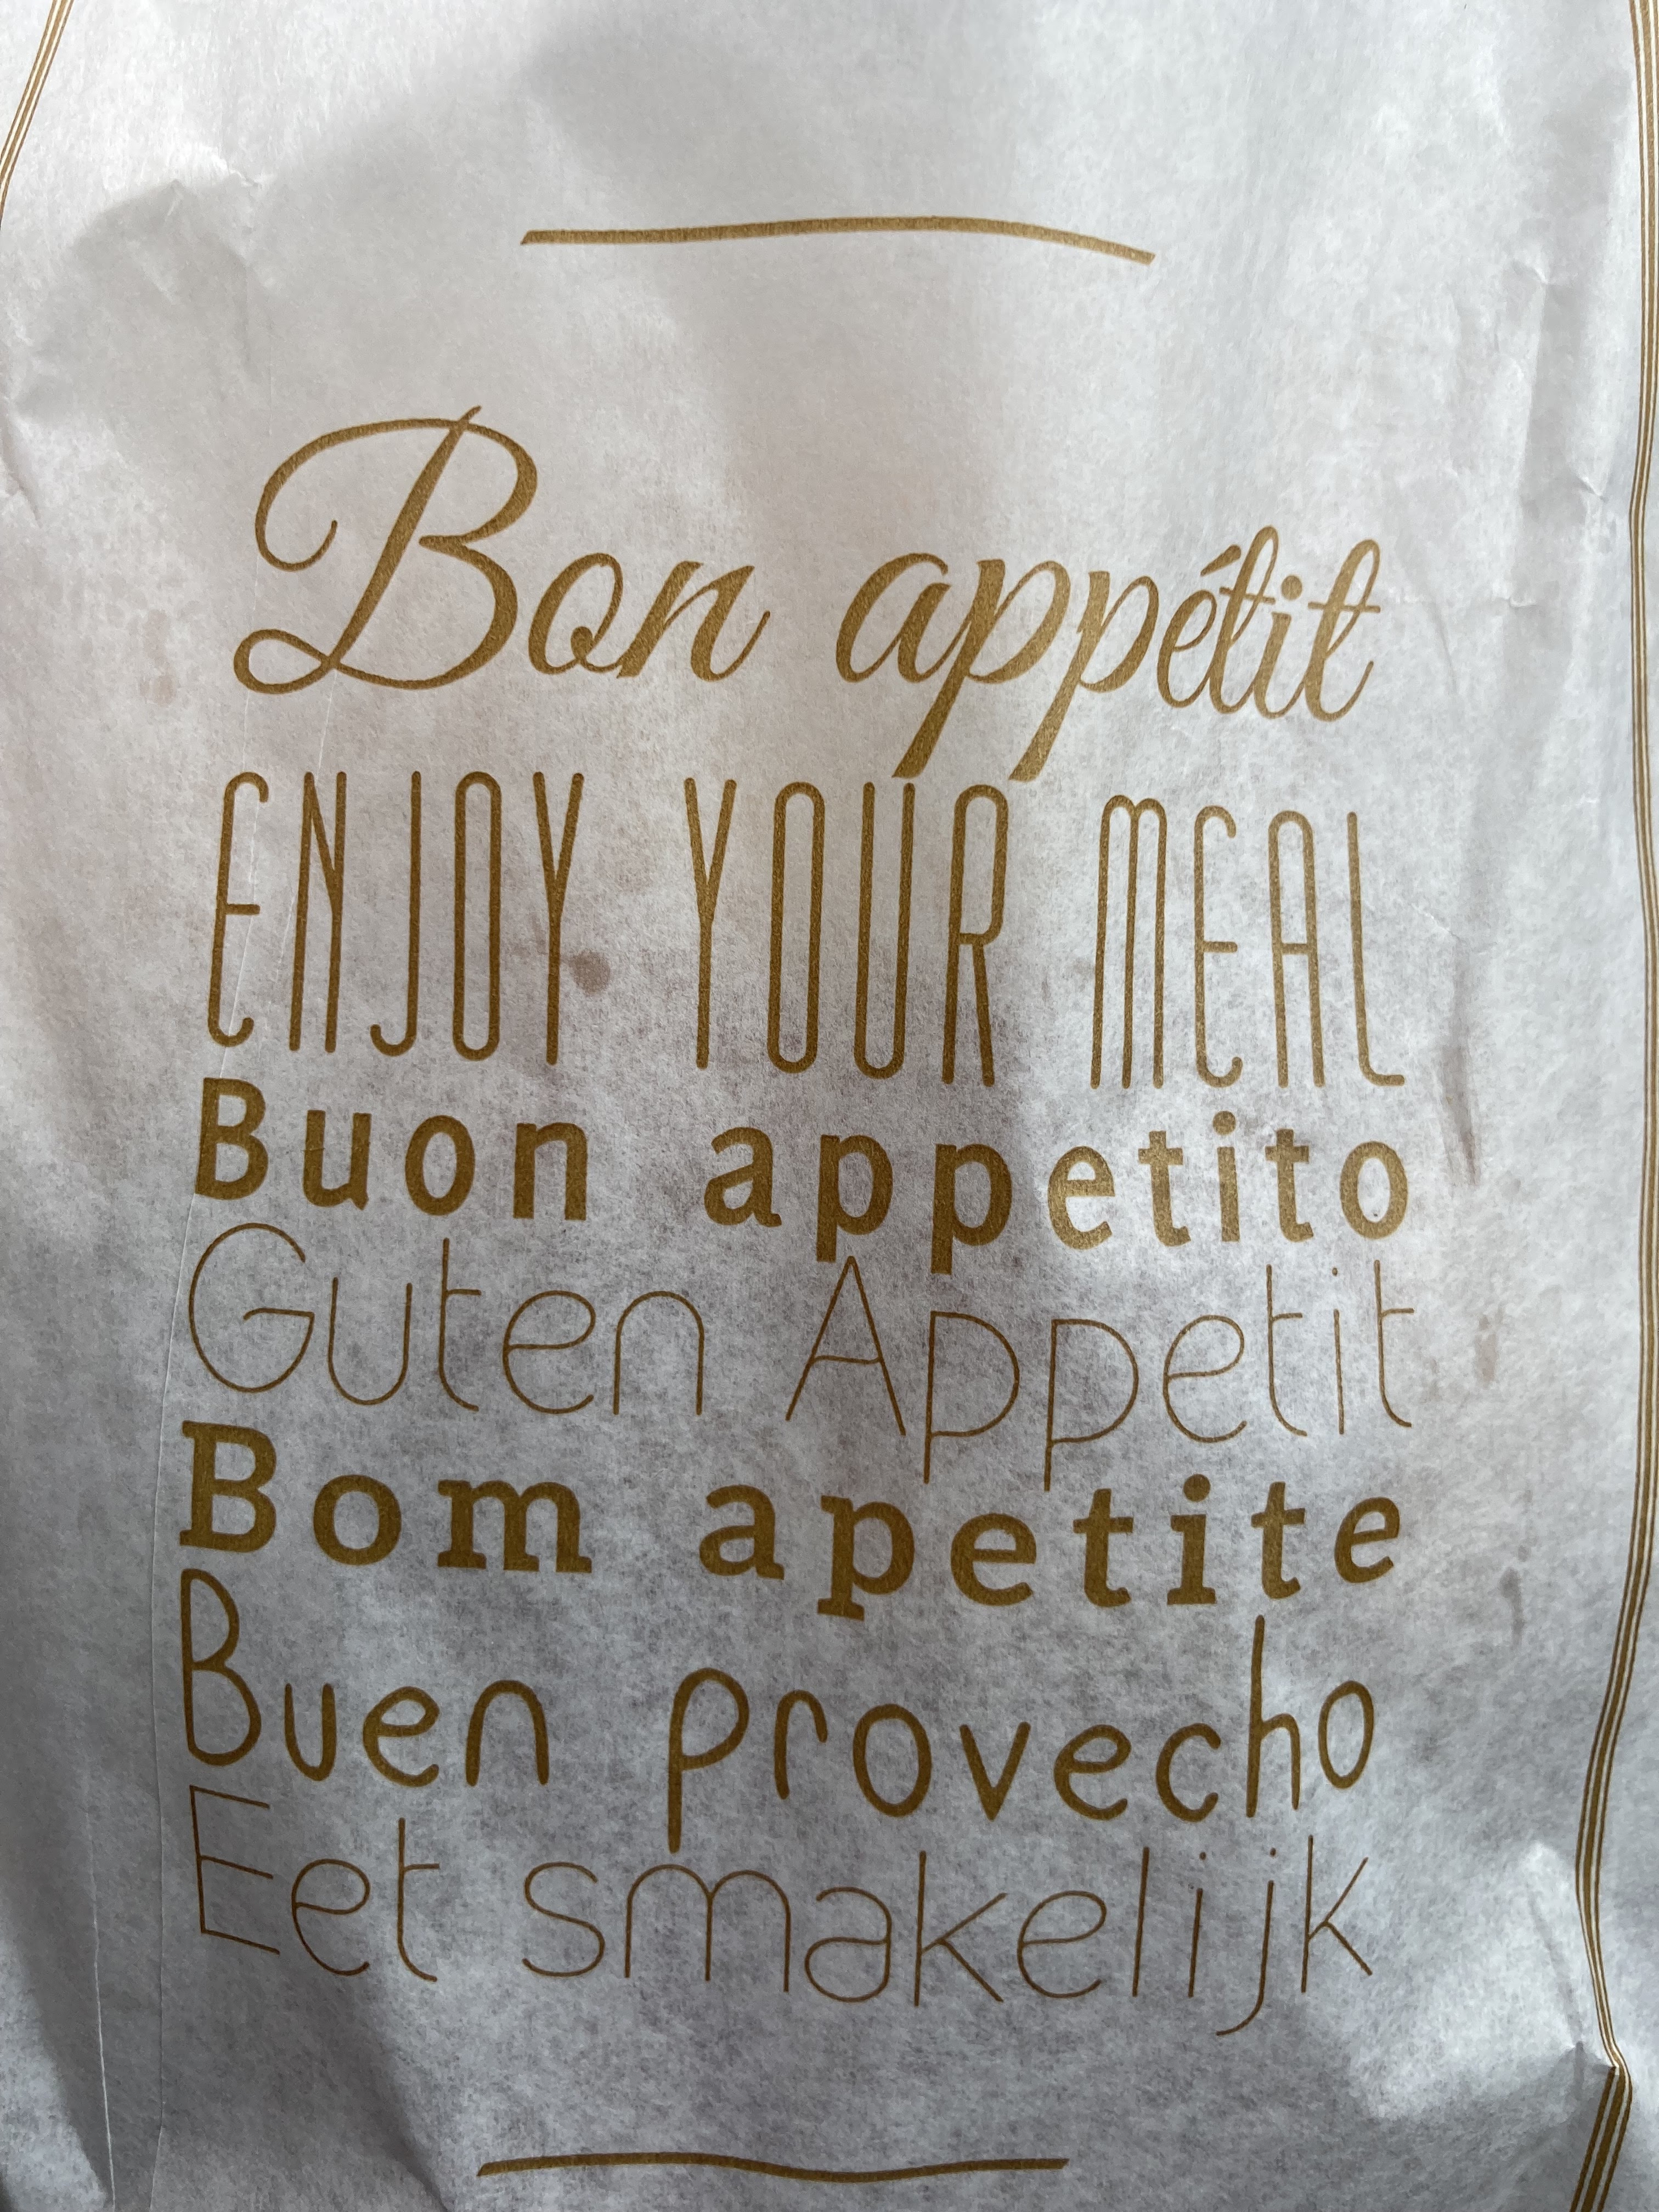 Bon appétit
ENJOY YOUR MEAL
Buon appetito
Guten Appetit
Bom apetite
Buen provecho
Eet smakelijk